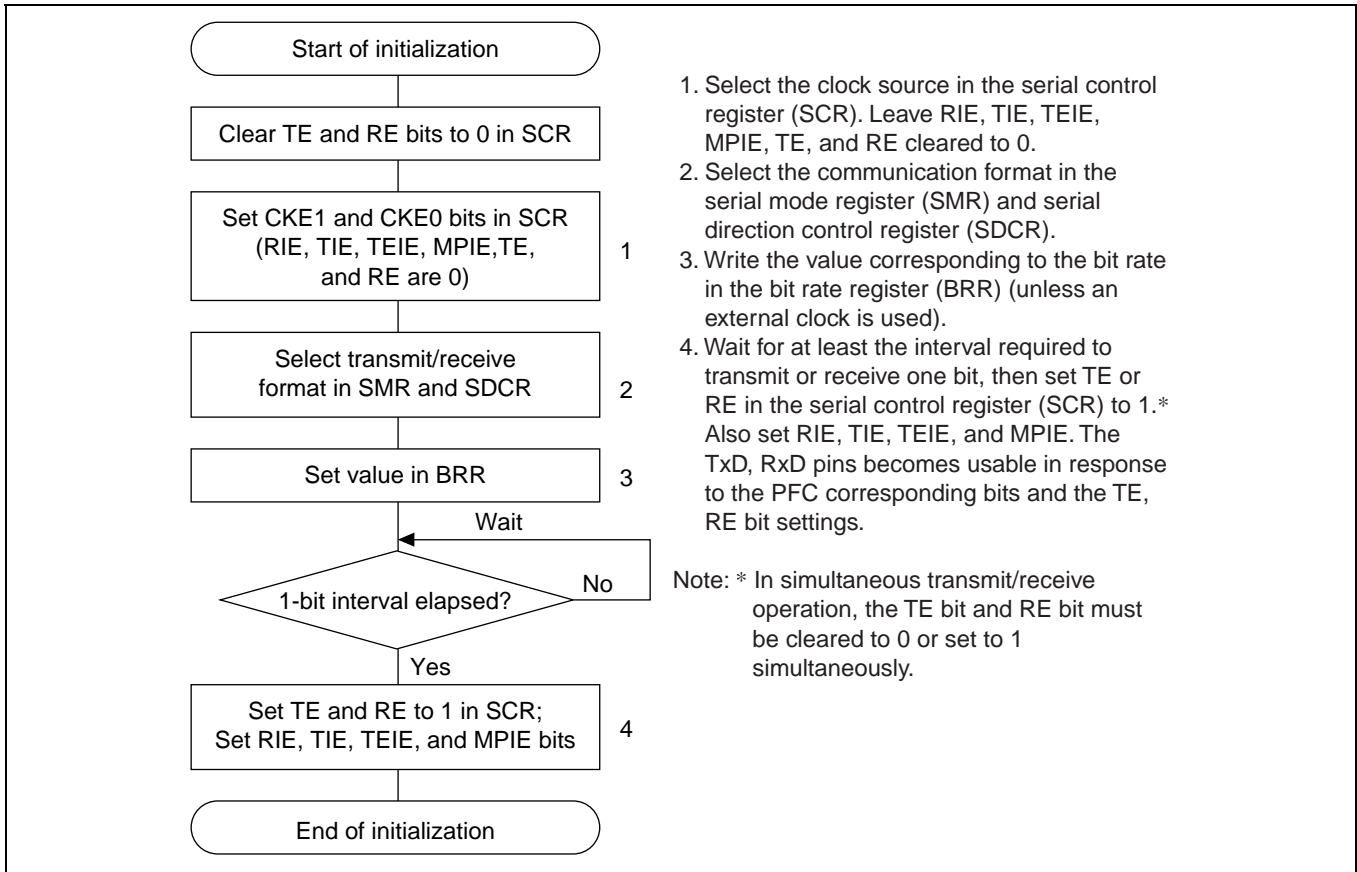 Start of initialization
Clear TE and RE bits to 0 in SCR
Set CKE1 and CKE0 bits in SCR
(RIE, TIE, TEIE, MPIE,TE,
and RE are 0)
1
Select transmit/receive
format in SMR and SDCR
2
Set value in BRR
3
Wait
1-bit interval elapsed?
No
Yes
Set TE and RE to 1 in SCR;
Set RIE, TIE, TEIE, and MPIE bits
4
End of initialization
1. Select the clock source in the serial control
register (SCR). Leave RIE, TIE, TEIE,
MPIE, TE, and RE cleared to 0.
2. Select the communication format in the
serial mode register (SMR) and serial
direction control register (SDCR).
3. Write the value corresponding to the bit rate
in the bit rate register (BRR) (unless an
external clock is used).
4. Wait for at least the interval required to
transmit or receive one bit, then set TE or
RE in the serial control register (SCR) to 1.*
Also set RIE, TIE, TEIE, and MPIE. The
TxD, RxD pins becomes usable in response
to the PFC corresponding bits and the TE,
RE bit settings.
Note: * In simultaneous transmit/receive
operation, the TE bit and RE bit must
be cleared to 0 or set to 1
simultaneously.